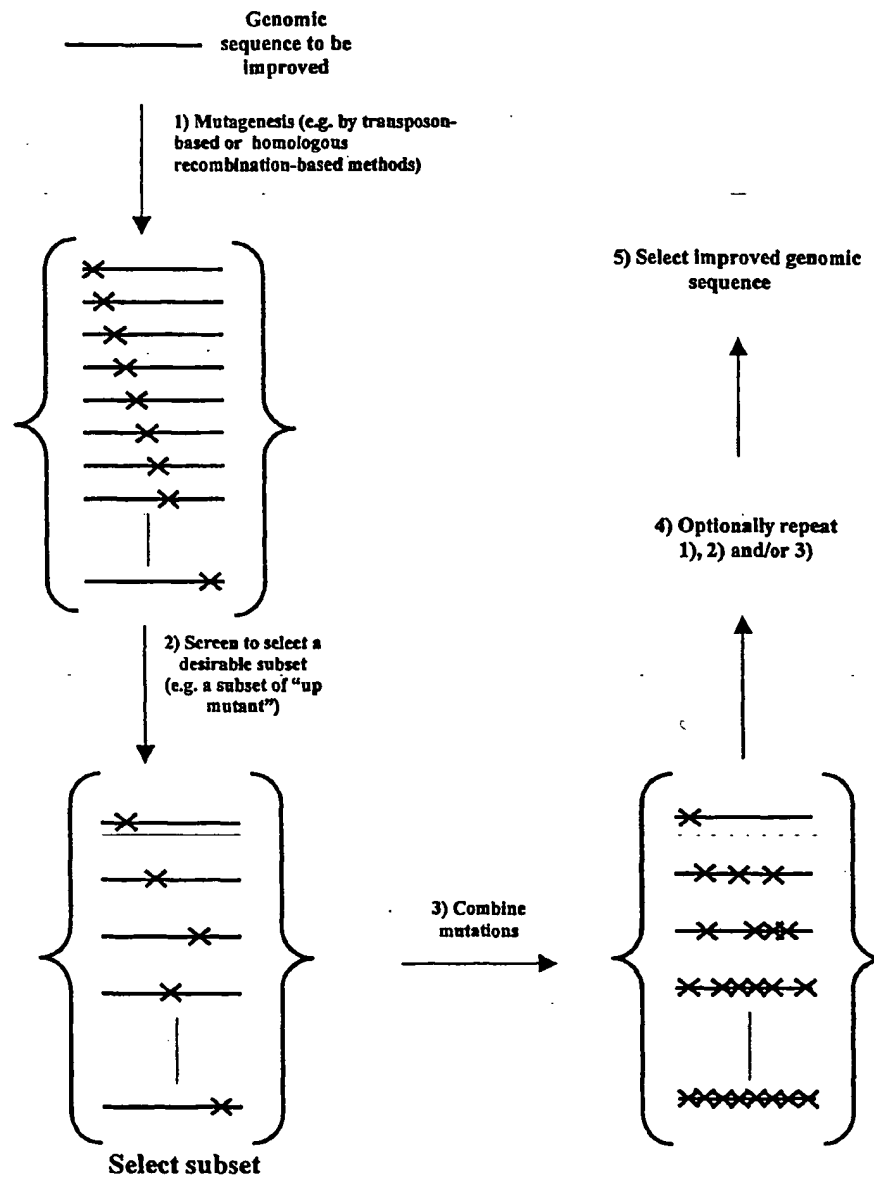 Genomic
sequence to be
improved
1) Mutagenesis (e.g. by transposon-
based or homologous
recombination-based methods)
2) Screen to select a
desirable subset
(e.g. a subset of "up
mutant")
Select subset
3) Combine
mutations
4) Optionally repeat
1), 2) and/or 3)
5) Select improved genomic
sequence